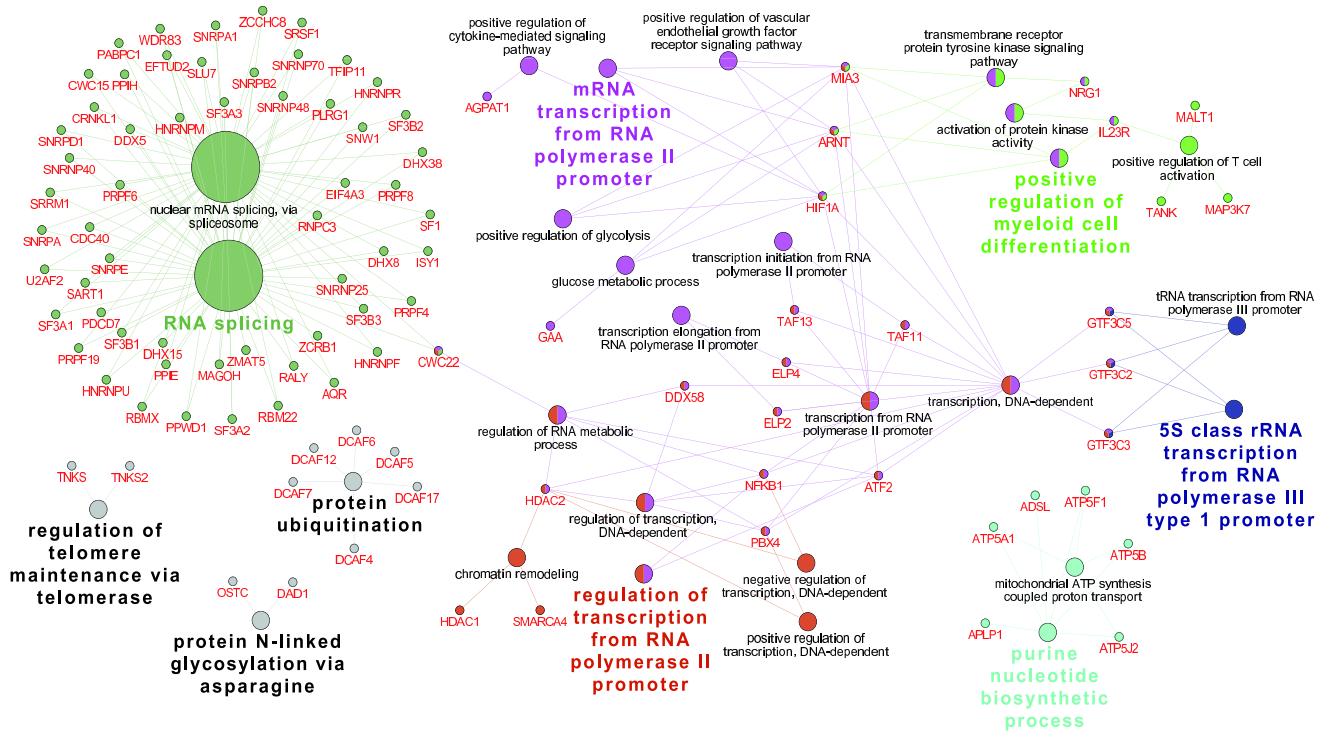 ZCCHC8
SNRPA1
SRSF1
WDR83
PABPC1
EFTUD2
SLU7
SNRNP70
TFIP11
CWC15
PPIH
SNRPB2
HNRNPR
SF3A3
SNRNP48
PLRG1
CRNKL1
HNRNPM
SF3B2
SNRPD1
DDX5
SNW1
DHX38
SNRNP40
PRPF6
EIF4A3
PRPF8
SRRM1
nuclear mRNA splicing, via
spliceosome
RNPC3
SF1
SNRPA
CDC40
SNRPE
DHX8
ISY1
U2AF2
SART1
SNRNP25
SF3A1
PDCD7
RNA splicing
SF3B3
PRPF4
SF3B1
PRPF19
DHX15
ZMAT5
ZCRB1
HNRNPF
CWC22
HNRNPU
PPIE
MAGOH
RALY
AQR
RBMX
PPWD1
SF3A2
RBM22
TNKS
TNKS2
regulation of
telomere
maintenance via
telomerase
DCAF6
DCAF12
DCAF5
DCAF7
DCAF17
protein
ubiquitination
DCAF4
OSTC
DAD1
protein N-linked
glycosylation via
asparagine
positive regulation of
cytokine-mediated signaling
pathway
AGPAT1
mRNA
transcription
from RNA
polymerase II
promoter
positive regulation of vascular
endothelial growth factor
receptor signaling pathway
MIA3
ARNT
HIF1A
positive regulation of glycolysis
glucose metabolic process
GAA
transcription initiation from RNA
polymerase II promoter
TAF13
TAF11
transcription elongation from
RNA polymerase II promoter
ELP4
ELP2
DDX58
transcription from RNA
polymerase II promoter
transcription, DNA-dependent
regulation of RNA metabolic
process
HDAC2
NFKB1
ATF2
regulation of transcription,
DNA-dependent
PBX4
chromatin remodeling
HDAC1
SMARCA4
regulation of
transcription
from RNA
polymerase II
promoter
negative regulation of
transcription, DNA-dependent
positive regulation of
transcription, DNA-dependent
transmembrane receptor
protein tyrosine kinase signaling
pathway
NRG1
activation of protein kinase
activity
IL23R
MALT1
positive regulation of T cell
activation
TANK
MAP3K7
positive
regulation of
myeloid cell
differentiation
tRNA transcription from RNA
polymerase III promoter
GTF3C5
GTF3C2
GTF3C3
5S class rRNA
transcription
from RNA
polymerase III
type 1 promoter
ADSL
ATP5F1
ATP5A1
ATP5B
mitochondrial ATP synthesis
coupled proton transport
APLP1
ATP5J2
purine
nucleotide
biosynthetic
process